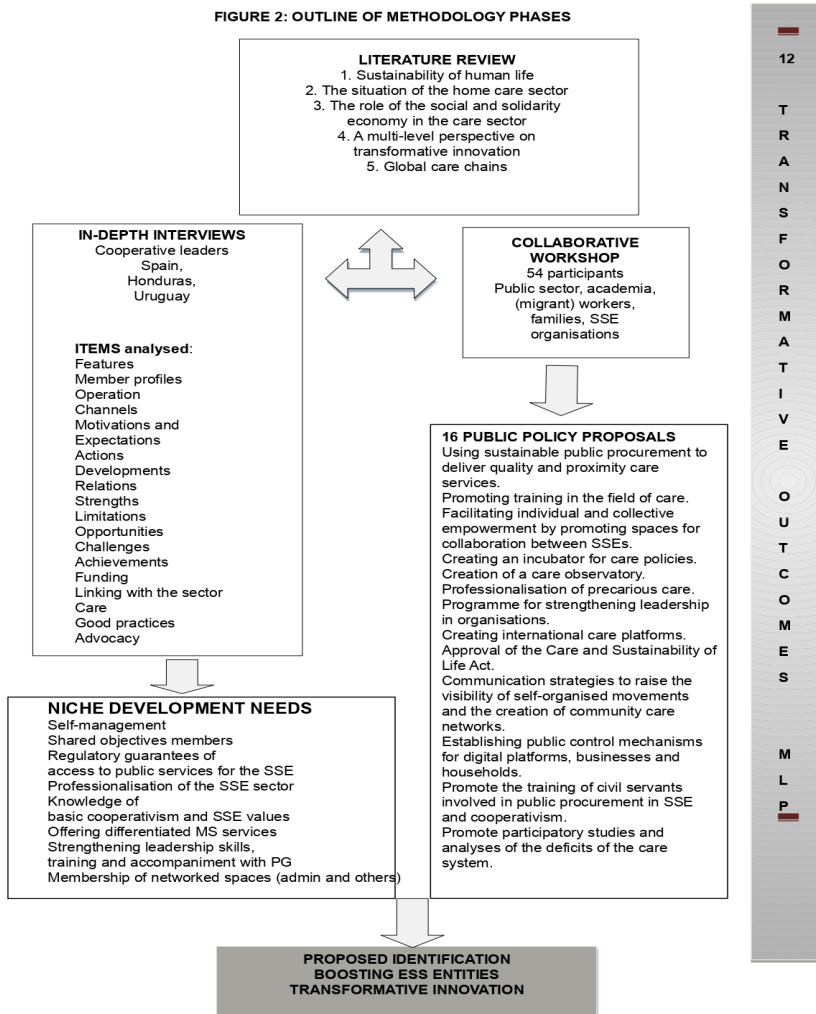 FIGURE 2: OUTLINE OF METHODOLOGY PHASES
LITERATURE REVIEW
1. Sustainability of human life
2. The situation of the home care sector
3. The role of the social and solidarity
economy in the care sector
4. A multi-level perspective on
transformative innovation
5. Global care chains
IN-DEPTH INTERVIEWS
Cooperative leaders
Spain,
Honduras,
Uruguay
ITEMS analysed:
Features
Member profiles
Operation
Channels
Motivations and
Expectations
Actions
Developments
Relations
Strengths
Limitations
Opportunities
Challenges
Achievements
Funding
Linking with the sector
Care
Good practices
Advocacy
COLLABORATIVE
WORKSHOP
54 participants
Public sector, academia,
(migrant) workers,
families, SSE
organisations
16 PUBLIC POLICY PROPOSALS
Using sustainable public procurement to
deliver quality and proximity care
services.
Promoting training in the field of care.
Facilitating individual and collective
empowerment by promoting spaces for
collaboration between SSEs.
Creating an incubator for care policies.
Creation of a care observatory.
Professionalisation of precarious care.
Programme for strengthening leadership
in organisations.
Creating international care platforms.
Approval of the Care and Sustainability of
Life Act.
Communication strategies to raise the
visibility of self-organised movements
and the creation of community care
networks.
Establishing public control mechanisms
for digital platforms, businesses and
households.
Promote the training of civil servants
involved in public procurement in SSE
and cooperativism.
Promote participatory studies and
analyses of the deficits of the care
system.
NICHE DEVELOPMENT NEEDS
Self-management
Shared objectives members
Regulatory guarantees of
access to public services for the SSE
Professionalisation of the SSE sector
Knowledge of
basic cooperativism and SSE values
Offering differentiated MS services
Strengthening leadership skills,
training and accompaniment with PG
Membership of networked spaces (admin and others)
PROPOSED IDENTIFICATION
BOOSTING ESS ENTITIES
TRANSFORMATIVE INNOVATION
12
TRANSFORMATIVE OUTCOMES MLP